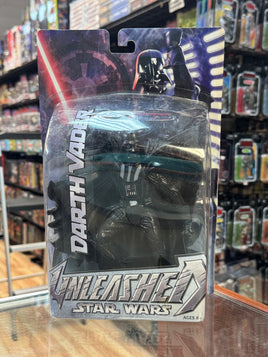 DARTH VADER
UNLEASHED
STAR WARS
AGES 8+